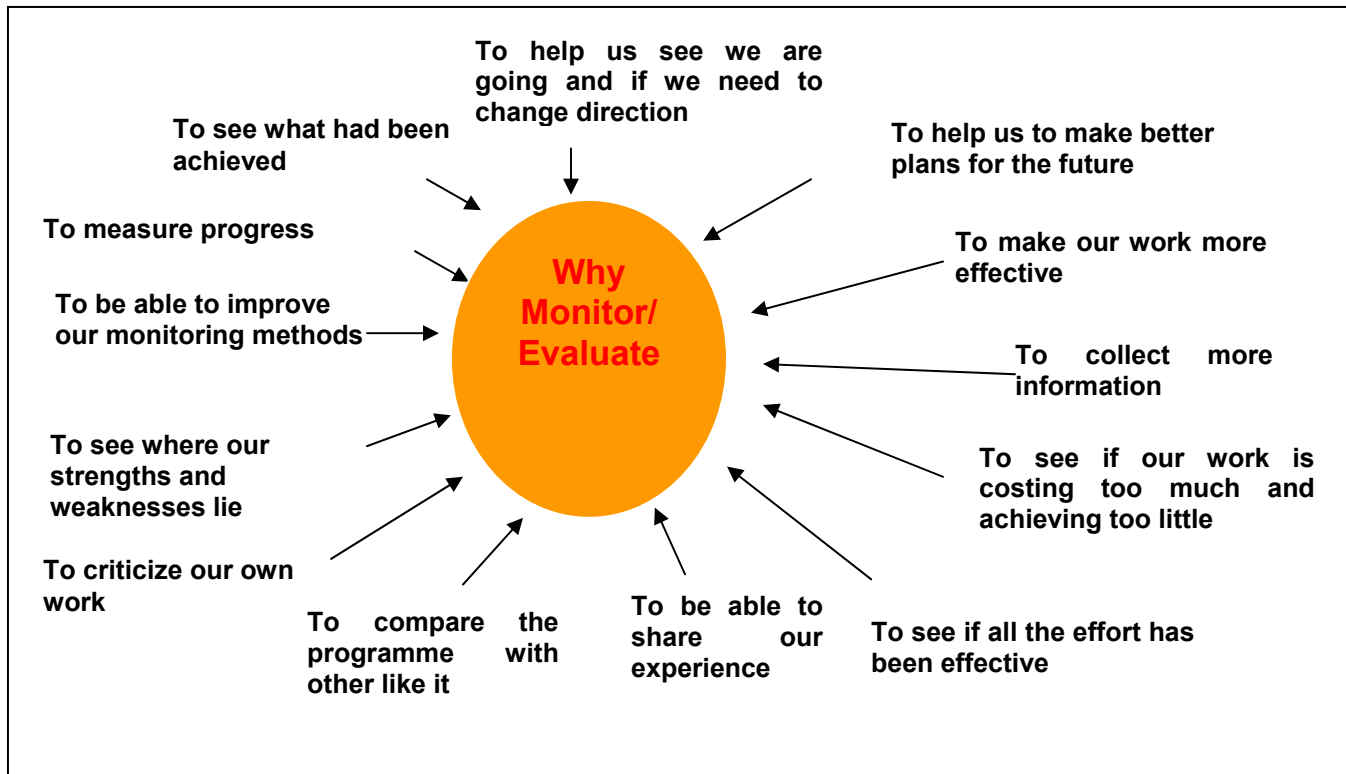 To help us see we are
going and if we need to
change direction
To see what had been
achieved
To help us to make better
plans for the future
To measure progress
To make our work more
effective
Why
Monitor/
Evaluate
To be able to improve
our monitoring methods
To collect more
information
To see where our
strengths and
weaknesses lie
To see if our work is
costing too much and
achieving too little
To criticize our own
work
To compare the
programme with
other like it
To be able to
share our
experience
To see if all the effort has
been effective